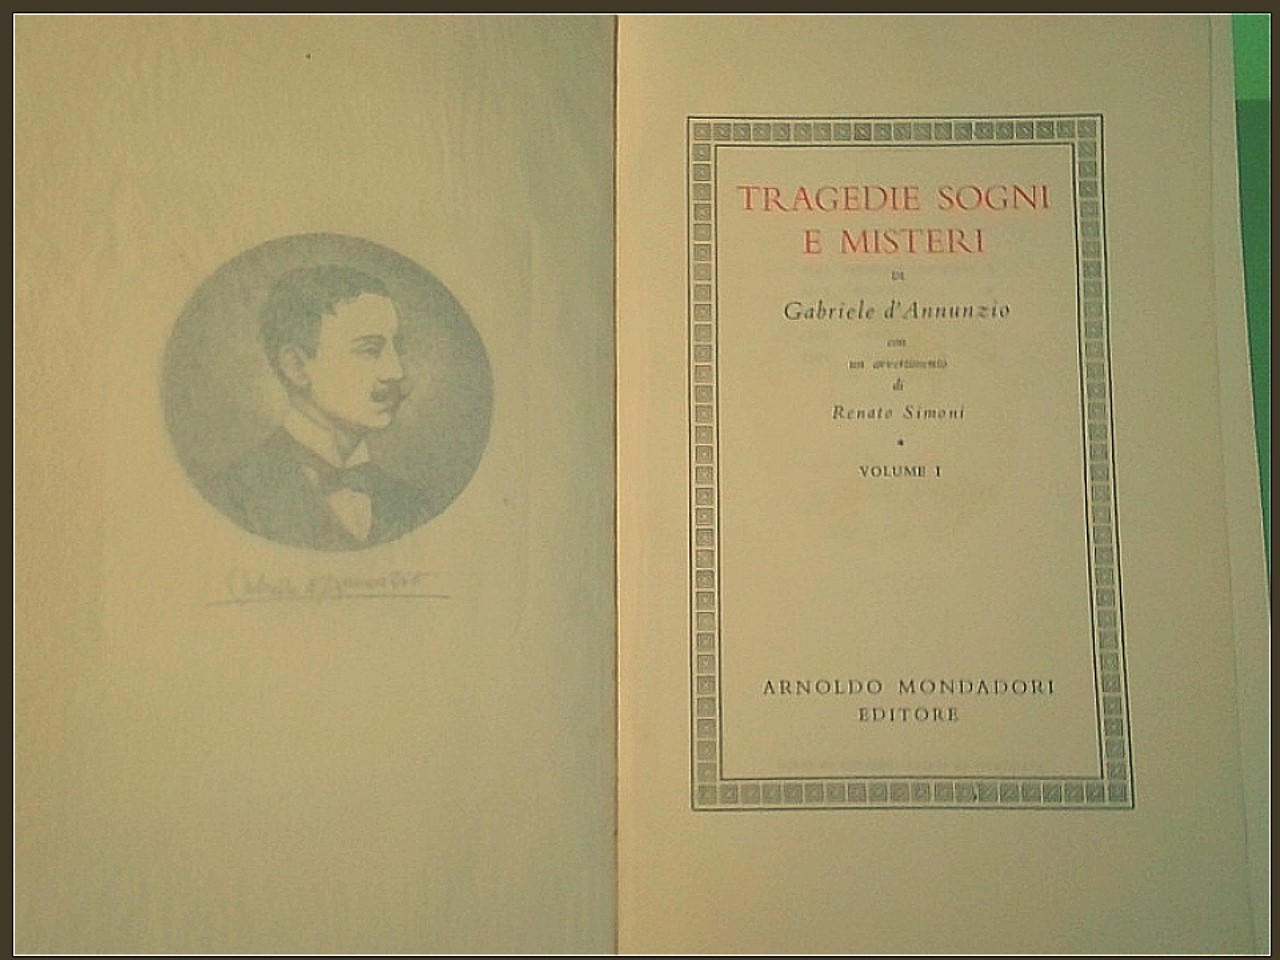 TRAGEDIE SOGNI
E MISTERI
DI
Gabriele d'Annunzio
con
un avvertimento
di
Renato Simoni
VOLUME I
ARNOLDO MONDADORI
EDITORE